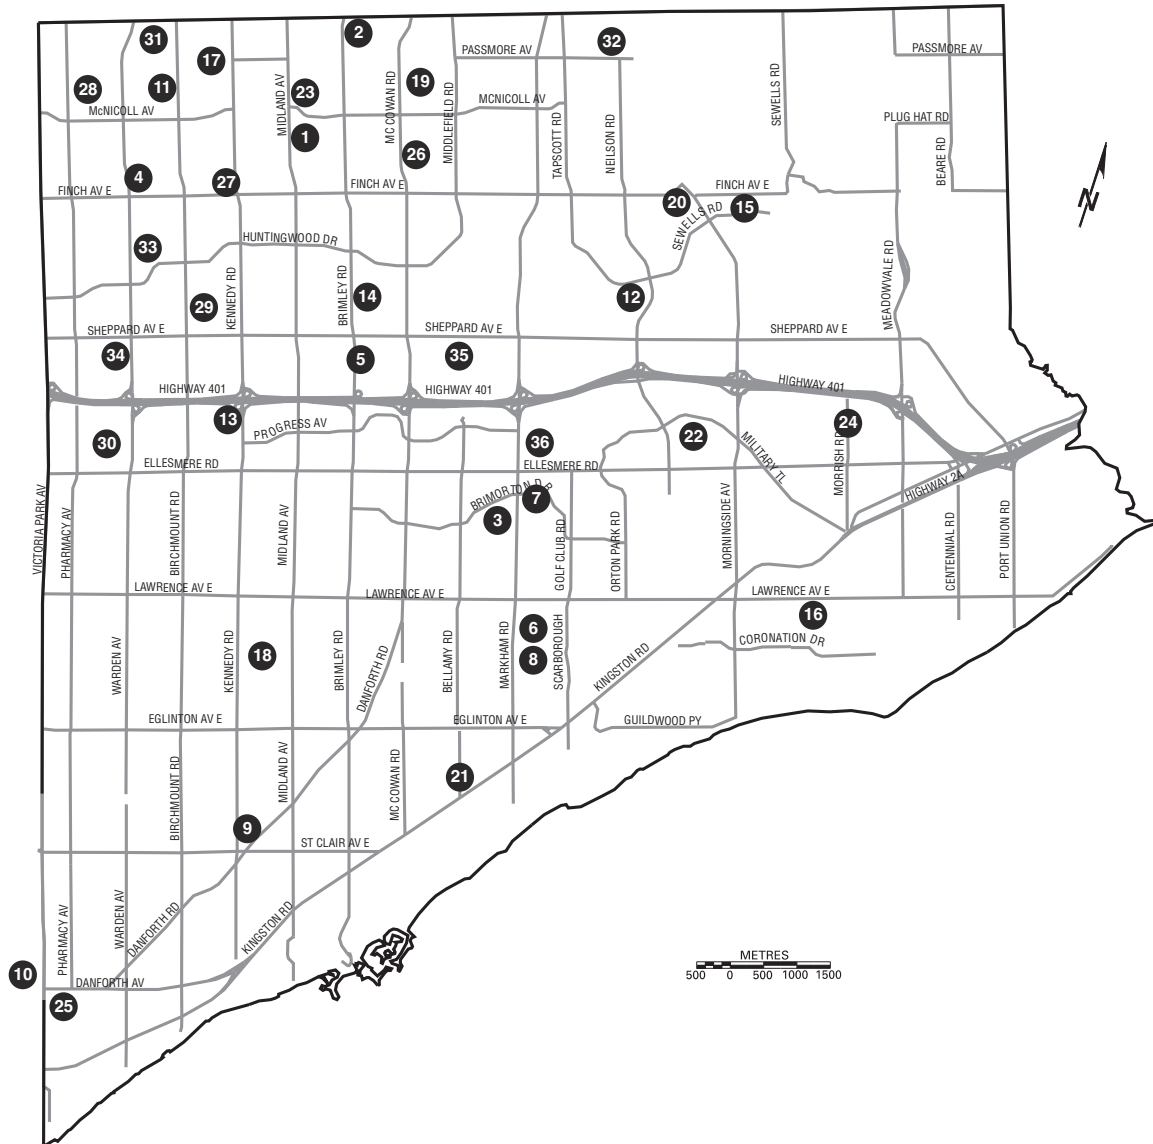 31
2
17
32
PASSMORE AV
PASSMORE AV
28
11
23
19
McNICOLL AV
MIDLAND AV
MC COWAN RD
MIDDLEFIELD RD
MCNICOLL AV
SEWELLS RD
PLUG HAT RD
1
26
TAPSCOTT RD
NEILSON RD
BEARE RD
4
27
FINCH AV E
FINCH AV E
FINCH AV E
20
15
SEWELLS RD
N
33
HUNTINGWOOD DR
29
KENNEDY RD
BRIMLEY RD
14
12
MEADOWVALE RD
SHEPPARD AV E
SHEPPARD AV E
SHEPPARD AV E
34
5
35
HIGHWAY 401
HIGHWAY 401
HIGHWAY 401
13
PROGRESS AV
30
36
22
MILITARY TL
24
MORRISH RD
ELLESMERE RD
ELLESMERE RD
HIGHWAY 2A
VICTORIA PARK AV
PHARMACY AV
BIRCHMOUNT RD
MIDLAND AV
BRIMORTON DR
7
3
GOLF CLUB RD
ORTON PARK RD
MORNINGSIDE AV
CENTENNIAL RD
PORT UNION RD
LAWRENCE AV E
LAWRENCE AV E
LAWRENCE AV E
16
WARDEN AV
KENNEDY RD
18
BRIMLEY RD
DANFORTH RD
BELLAMY RD
MARKHAM RD
6
8
SCARBOROUGH
KINGSTON RD
CORONATION DR
EGLINTON AV E
EGLINTON AV E
GUILDWOOD PY
BIRCHMOUNT RD
MIDLAND AV
MC COWAN RD
21
9
ST CLAIR AV E
PHARMACY AV
WARDEN AV
DANFORTH RD
KINGSTON RD
10
DANFORTH AV
25
METRES
500 0 500 1000 1500